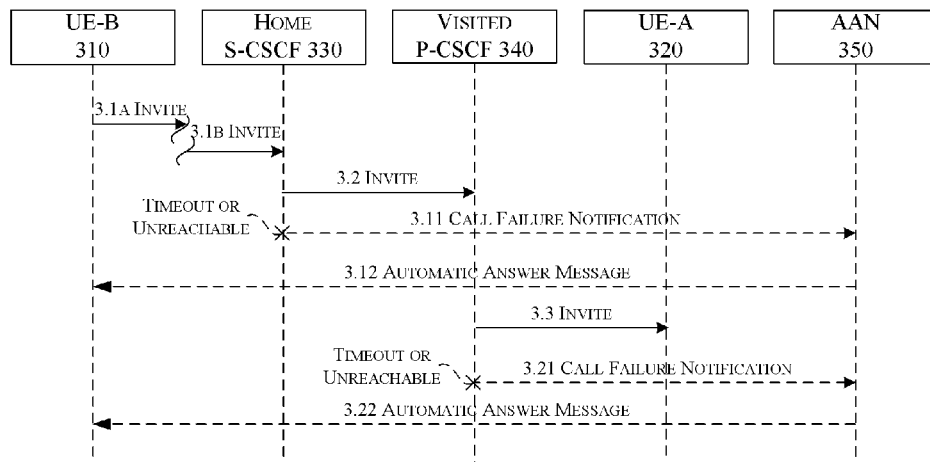 UE-B
310
HOME
S-CSCF 330
VISITED
P-CSCF 340
UE-A
320
AAN
350
3.1A INVITE
3.1B INVITE
3.2 INVITE
TIMEOUT OR
UNREACHABLE
3.11 CALL FAILURE NOTIFICATION
3.12 AUTOMATIC ANSWER MESSAGE
3.3 INVITE
TIMEOUT OR
UNREACHABLE
3.21 CALL FAILURE NOTIFICATION
3.22 AUTOMATIC ANSWER MESSAGE